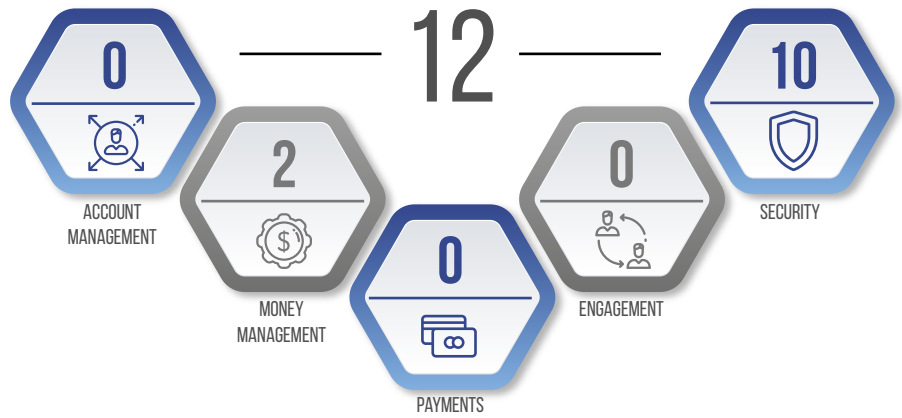 12
0
ACCOUNT
MANAGEMENT
2
$
MONEY
MANAGEMENT
0
PAYMENTS
0
ENGAGEMENT
10
SECURITY